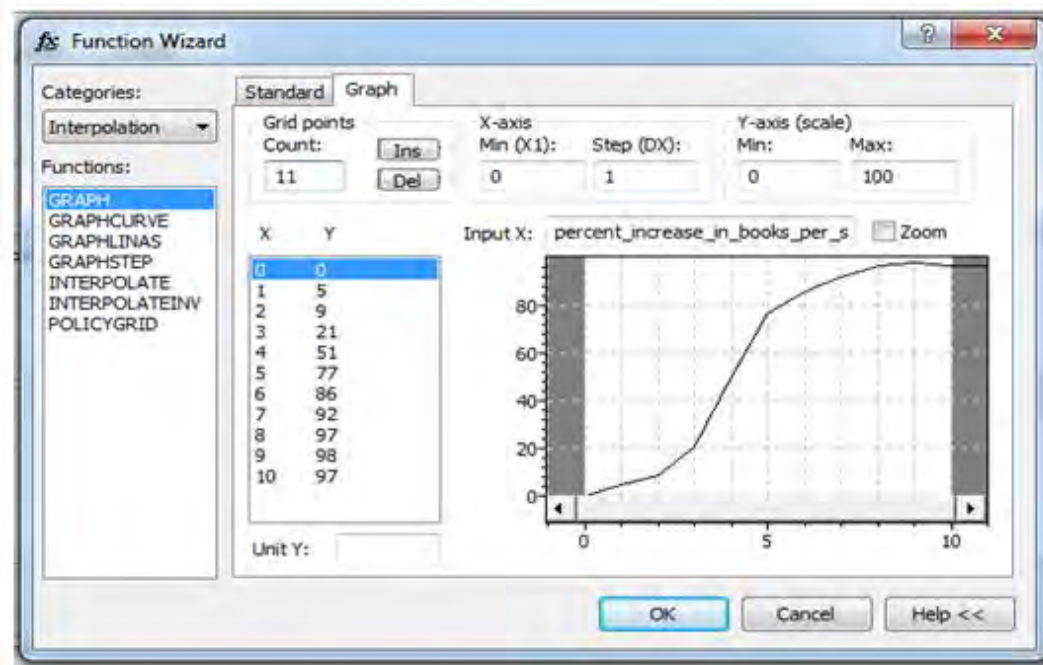 fx Function Wizard
Categories:
Interpolation
Functions:
GRAPH
GRAPHCURVE
GRAPHLINAS
GRAPHSTEP
INTERPOLATE
INTERPOLATEINV
POLICYGRID
Standard Graph
Grid points
Count:
11
Ins
Del
X-axis
Min (X1): Step (DX):
0 1
Y-axis (scale)
Min: Max:
0 100
X Y
0 0
1 5
2 9
3 21
4 51
5 77
6 86
7 92
8 97
9 98
10 97
Unit Y:
Input X: percent_increase_in_books_per_s Zoom
80
60
40
20
0
0 5 10
OK Cancel Help <<